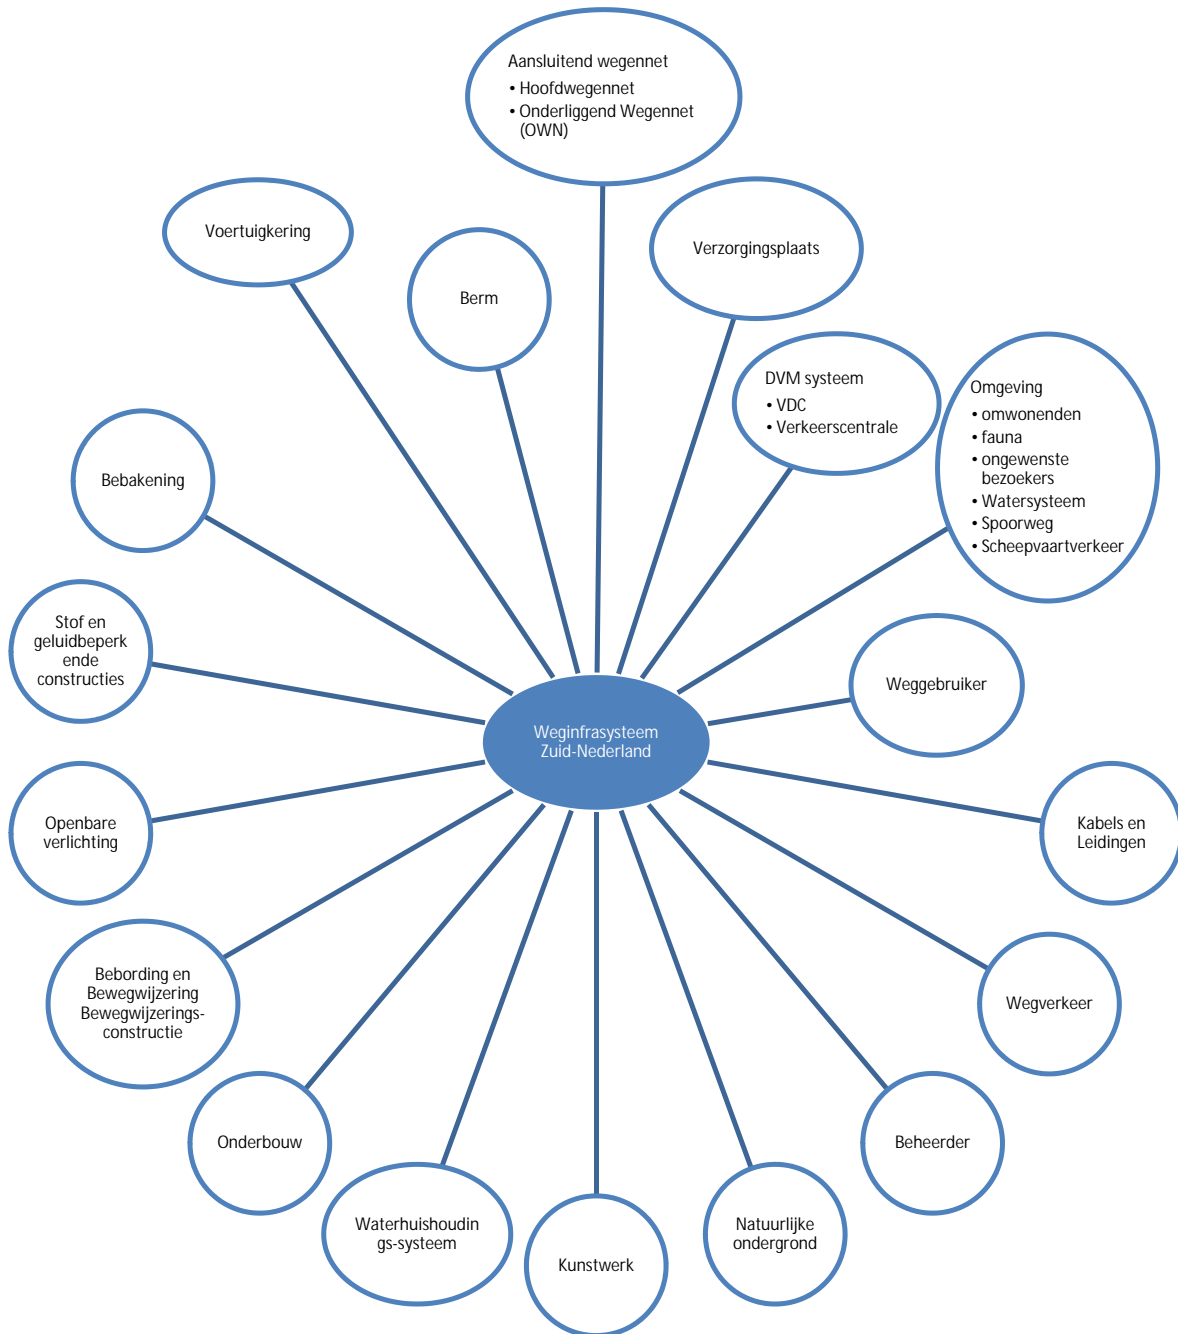 Aansluitend wegennet
• Hoofdwegennet
• Onderliggend Wegennet
(OWN)
Voertuigkering
Verzorgingsplaats
Berm
DVM systeem
• VDC
• Verkeerscentrale
Omgeving
• omwonenden
• fauna
• ongewenste
bezoekers
• Watersysteem
• Spoorweg
• Scheepvaartverkeer
Bebakening
Stof en
geluidbeperk
ende
constructies
Weggebruiker
Weginfrasysteem
Zuid-Nederland
Openbare
verlichting
Kabels en
Leidingen
Bebording en
Bewegwijzering
Bewegwijzerings-
constructie
Wegverkeer
Onderbouw
Beheerder
Waterhuishoudin
gs-systeem
Natuurlijke
ondergrond
Kunstwerk